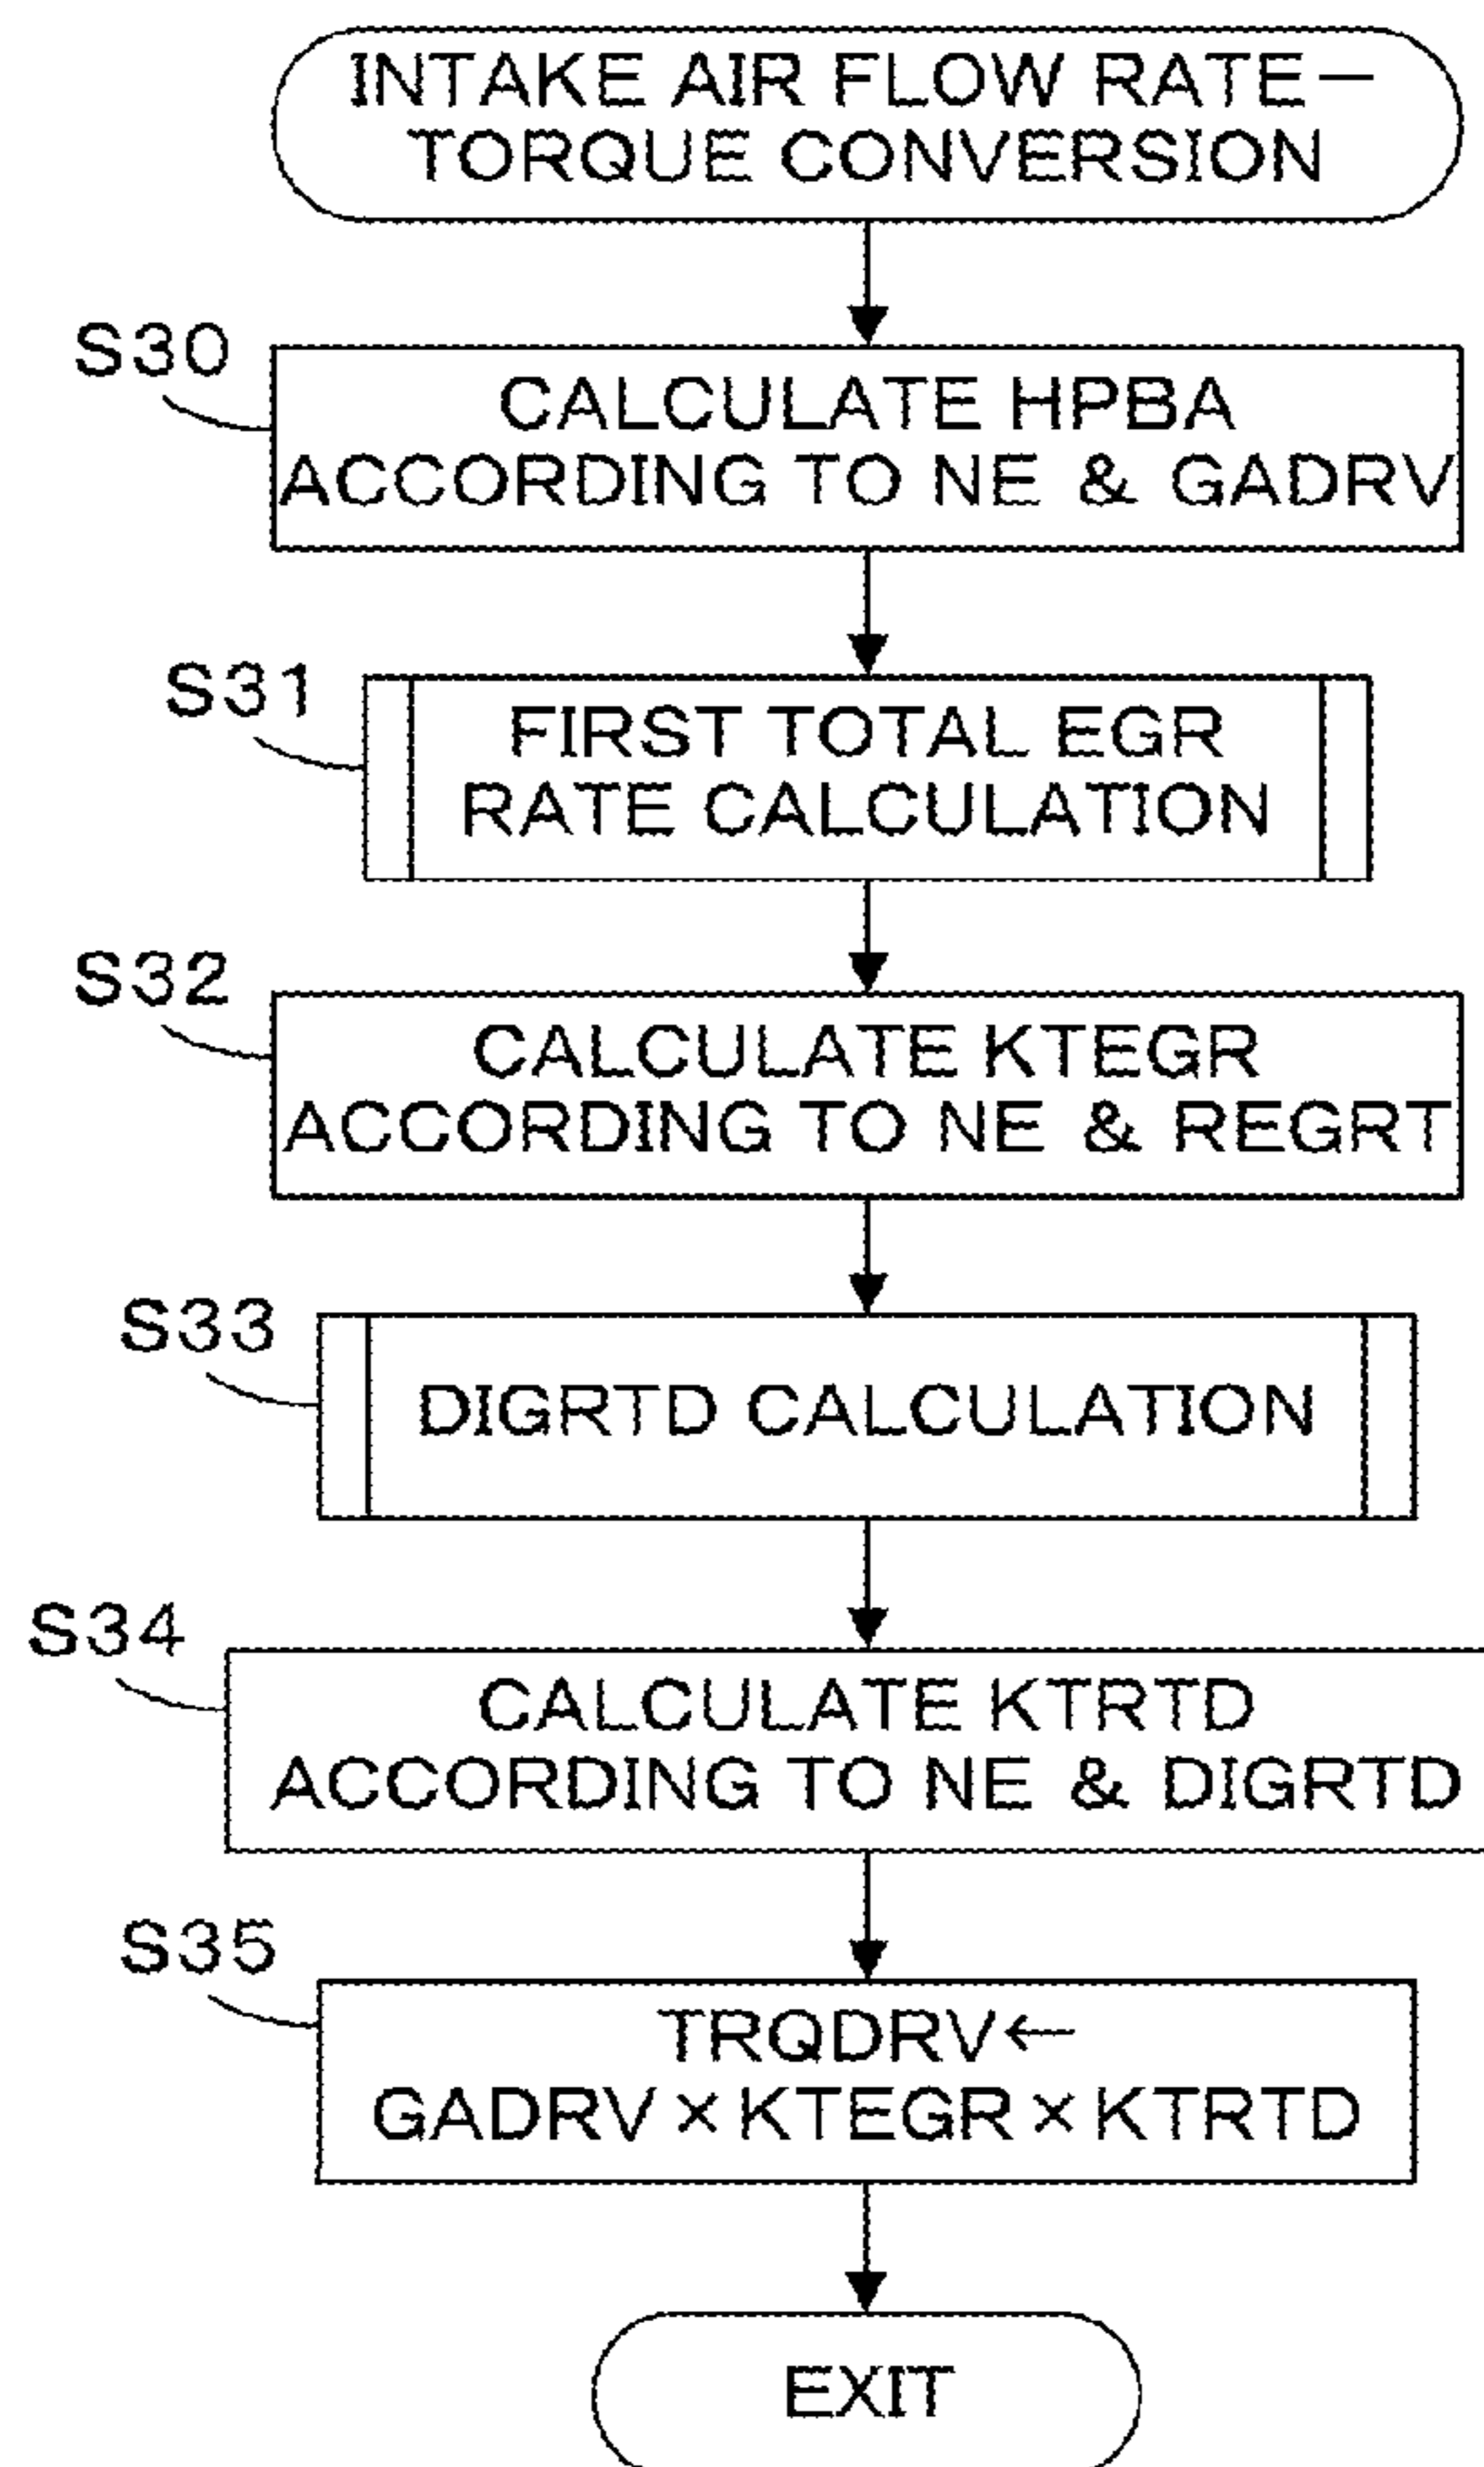 INTAKE AIR FLOW RATE—
TORQUE CONVERSION
S30
CALCULATE HPBA
ACCORDING TO NE & GADRV
S31
FIRST TOTAL EGR
RATE CALCULATION
S32
CALCULATE KTEGR
ACCORDING TO NE & REGRT
S33
DIGRTD CALCULATION
S34
CALCULATE KTRTD
ACCORDING TO NE & DIGRTD
S35
TRQDRV←
GADRV × KTEGR × KTRTD
EXIT